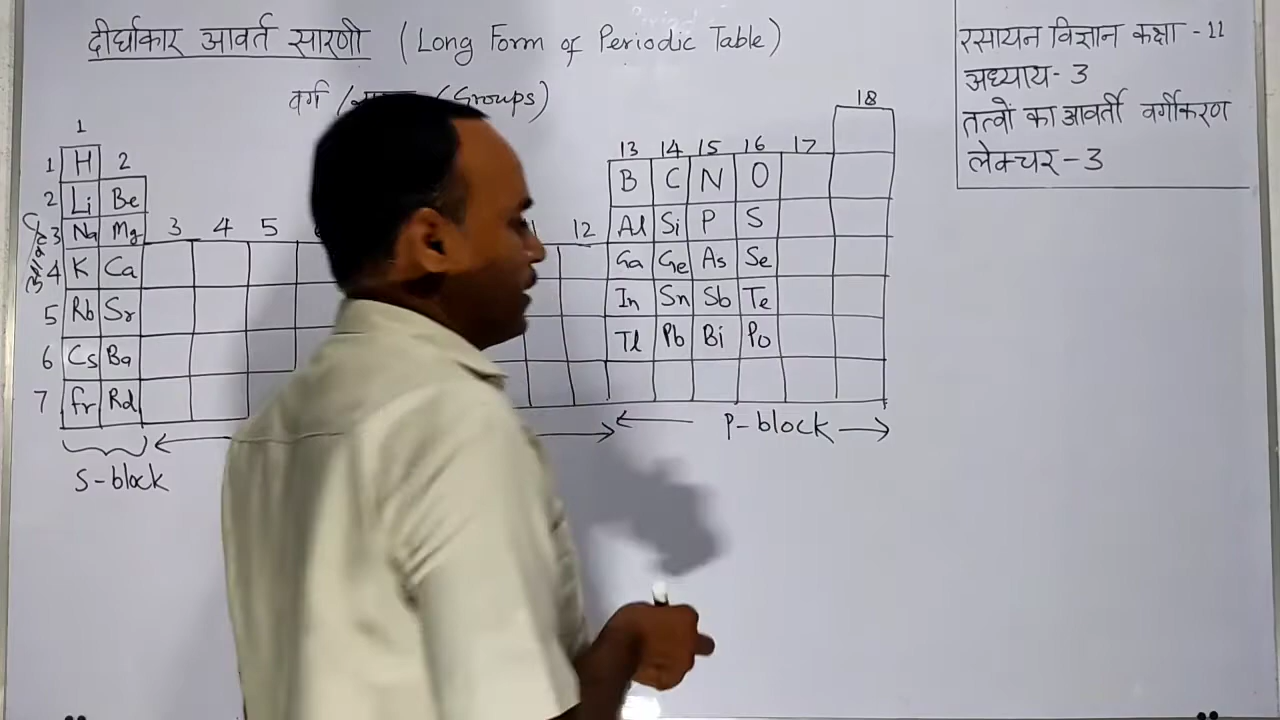 दीर्घाकार आवर्त सारणी (Long Form of Periodic Table)
वर्ग / (Groups)
रसायन विज्ञान कक्षा - 11
अध्याय - 3
तत्वों का आवर्ती वर्गीकरण
लेक्चर - 3
1 18
1 H 2 13 14 15 16 17
2 Li Be B C N O
3 Na Mg 3 4 5 12 Al Si P S
4 K Ca Ga Ge As Se
5 Rb Sr In Sn Sb Te
6 Cs Ba Tl Pb Bi Po
7 fr Rd
S-block P-block